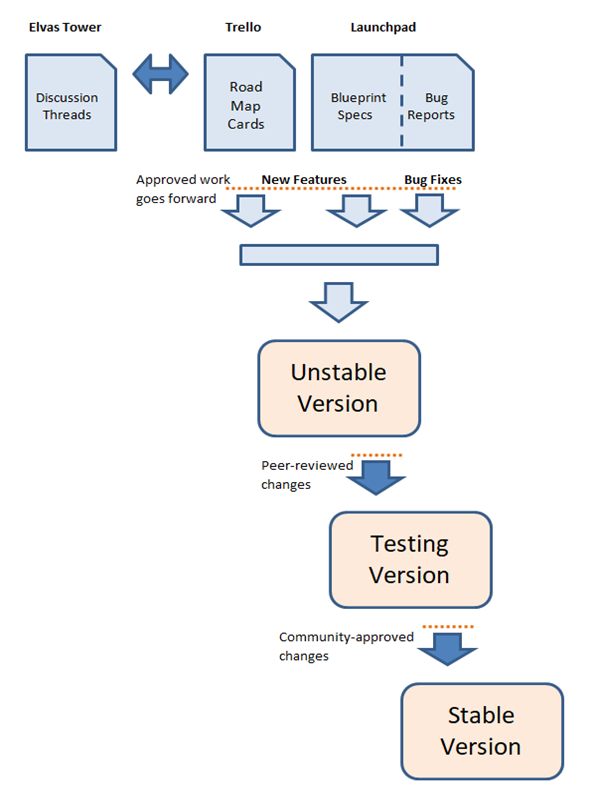 Elvas Tower
Trello
Launchpad
Discussion
Threads
Road
Map
Cards
Blueprint
Specs
Bug
Reports
Approved work
goes forward
New Features
Bug Fixes
Unstable
Version
Peer-reviewed
changes
Testing
Version
Community-approved
changes
Stable
Version